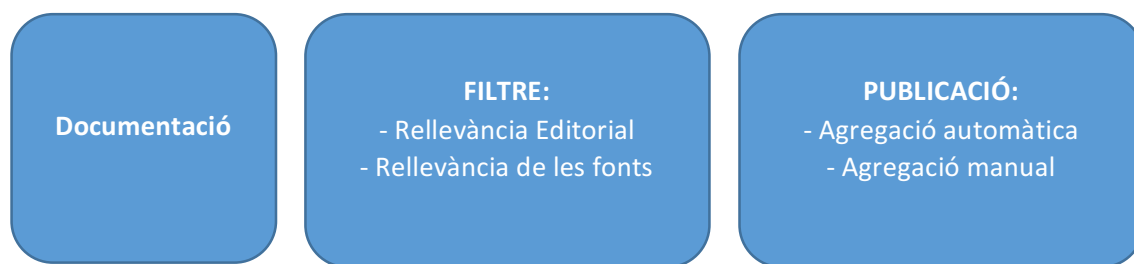 Documentació
FILTRE:
- Rellevància Editorial
- Rellevància de les fonts
PUBLICACIÓ:
- Agregació automàtica
- Agregació manual